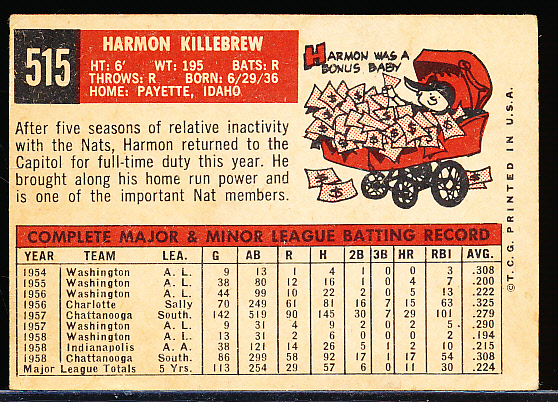 515
HARMON KILLEBREW
HT: 6' WT: 195 BATS: R
THROWS: R BORN: 6/29/36
HOME: PAYETTE, IDAHO
HARMON WAS A
BONUS BABY
After five seasons of relative inactivity
with the Nats, Harmon returned to the
Capitol for full-time duty this year. He
brought along his home run power and
is one of the important Nat members.
©T.C.G. PRINTED IN U.S.A.
COMPLETE MAJOR & MINOR LEAGUE BATTING RECORD
YEAR TEAM LEA. G AB R H 2B 3B HR RBI AVG.
1954 Washington A. L. 9 13 1 4 1 0 0 3 .308
1955 Washington A. L. 38 80 12 16 1 0 4 7 .200
1956 Washington A. L. 44 99 10 22 2 0 5 13 .222
1956 Charlotte Sally 70 249 61 81 16 7 15 63 .325
1957 Chattanooga South. 142 519 90 145 30 7 29 101 .279
1957 Washington A. L. 9 31 4 9 2 0 2 5 .290
1958 Washington A. L. 13 31 2 6 0 0 0 2 .194
1958 Indianapolis A. A. 38 121 14 26 5 1 2 10 .215
1958 Chattanooga South. 86 299 58 92 17 1 17 54 .308
Major League Totals 5 Yrs. 113 254 29 57 6 0 11 30 .224